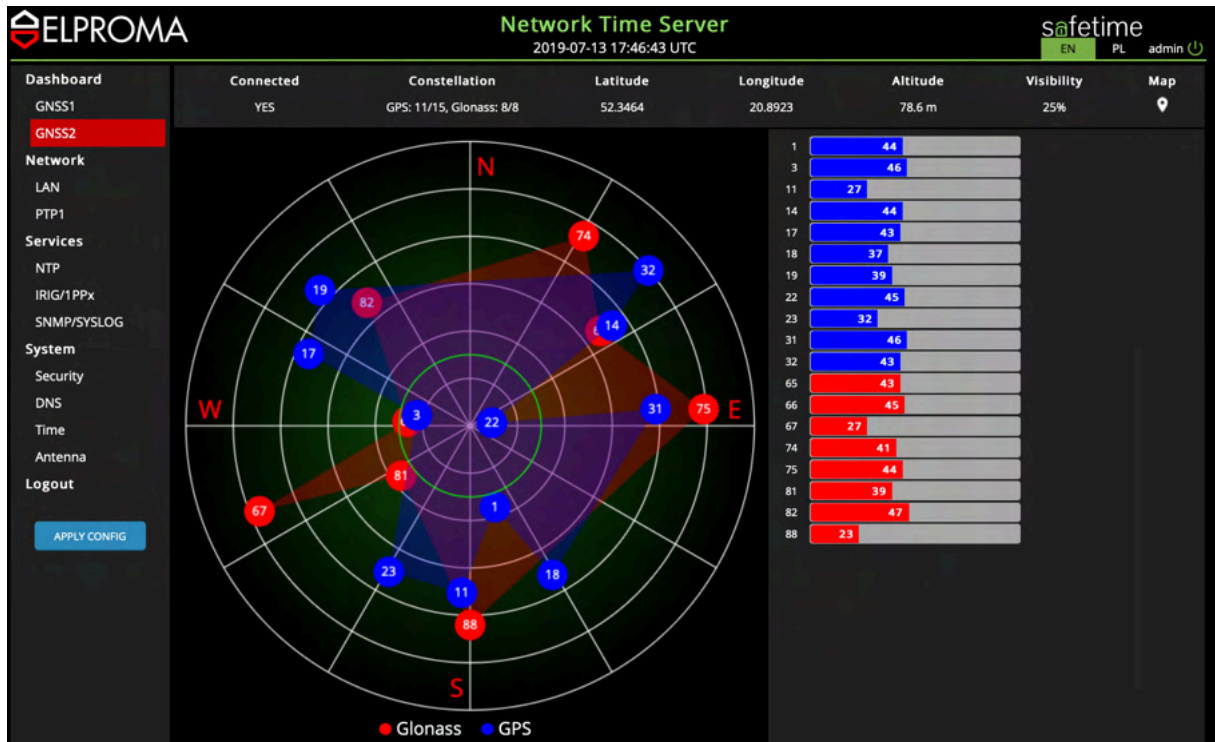 ELPROMA
Network Time Server
2019-07-13 17:46:43 UTC
safetime
EN PL admin
Dashboard
GNSS1
GNSS2
Network
LAN
PTP1
Services
NTP
IRIG/1PPx
SNMP/SYSLOG
System
Security
DNS
Time
Antenna
Logout
APPLY CONFIG
Connected Constellation Latitude Longitude Altitude Visibility Map
YES GPS: 11/15, Glonass: 8/8 52.3464 20.8923 78.6 m 25%
N
74
32
19
82
14
17
W
3
22
31
75
E
81
1
67
23
18
11
88
S
Glonass GPS
1 44
3 46
11 27
14 44
17 43
18 37
19 39
22 45
23 32
31 46
32 43
65 43
66 45
67 27
74 41
75 44
81 39
82 47
88 23